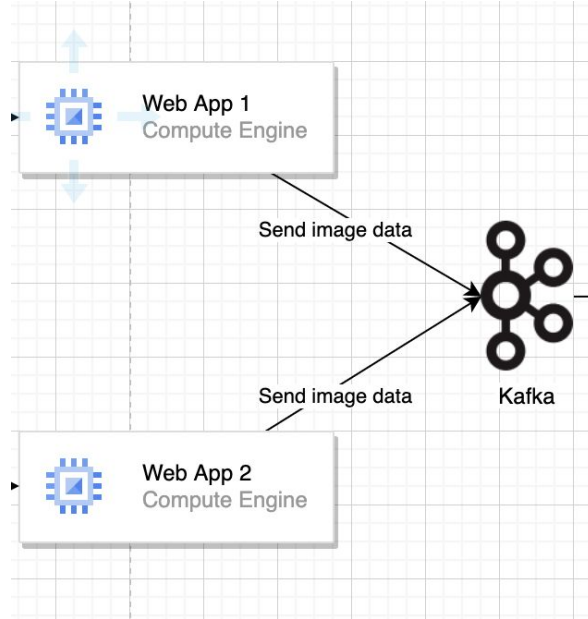 Web App 1
Compute Engine
Send image data
Kafka
Send image data
Web App 2
Compute Engine